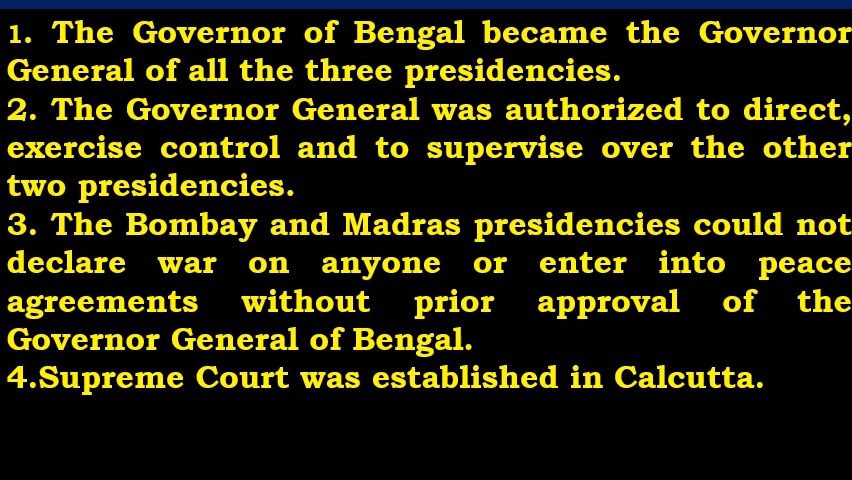 1. The Governor of Bengal became the Governor
General of all the three presidencies.
2. The Governor General was authorized to direct,
exercise control and to supervise over the other
two presidencies.
3. The Bombay and Madras presidencies could not
declare war on anyone or enter into peace
agreements without prior approval of the
Governor General of Bengal.
4.Supreme Court was established in Calcutta.